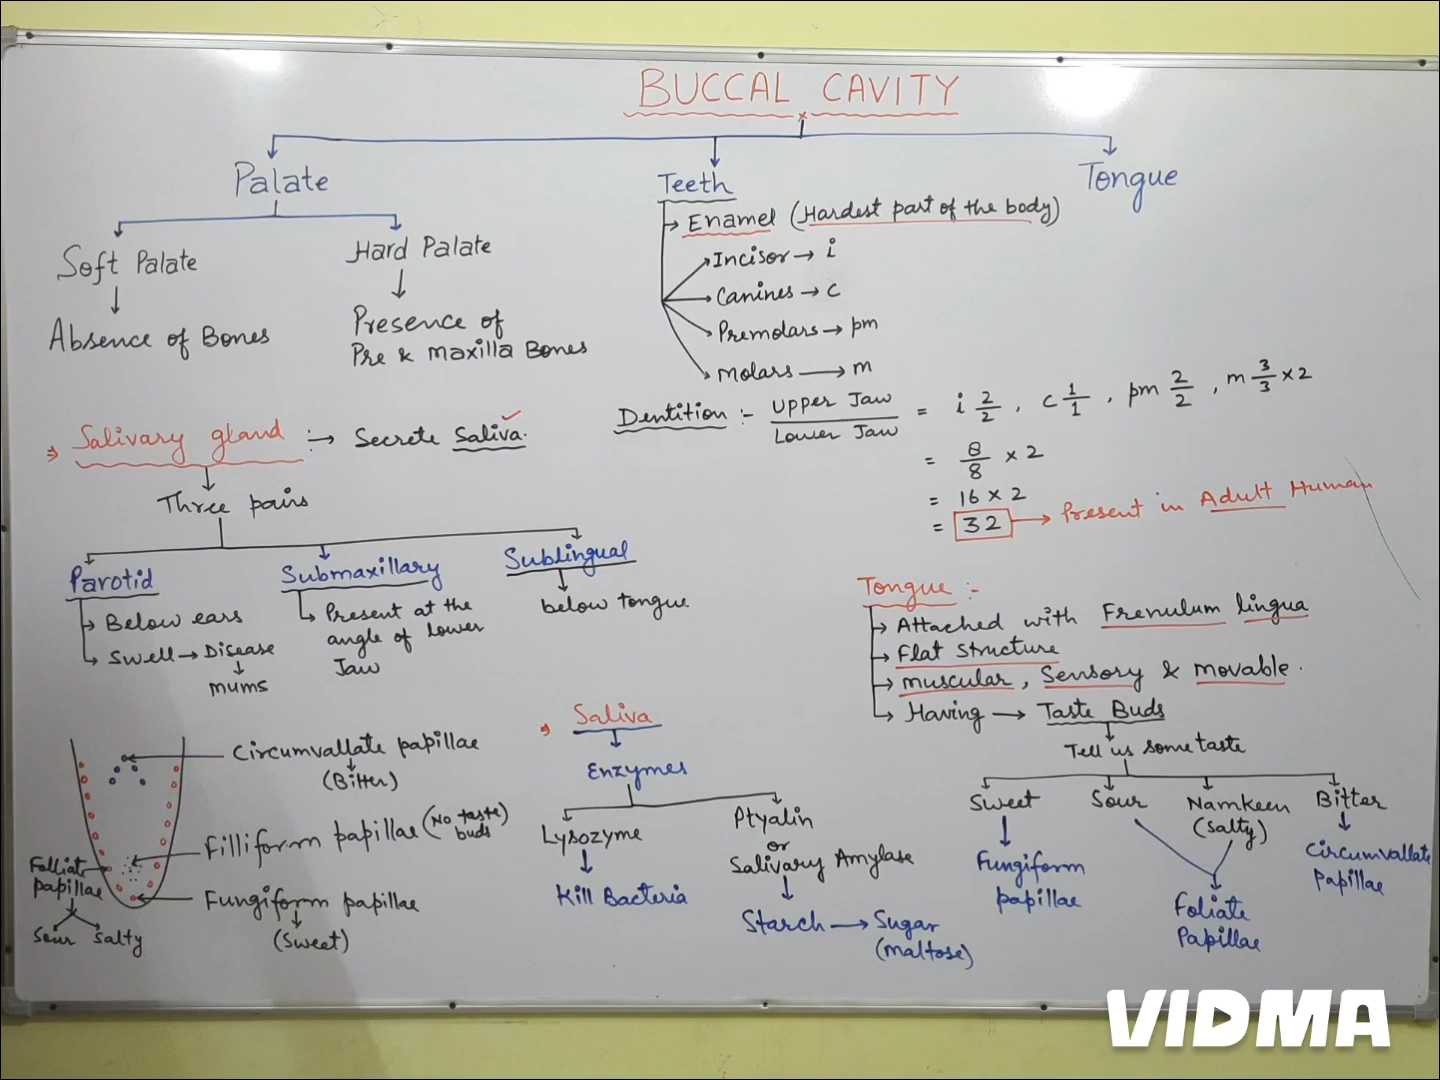 BUCCAL CAVITY
Palate
Soft Palate
Absence of Bones
Hard Palate
Presence of
Pre & maxilla Bones
Teeth
Enamel (Hardest part of the body)
Incisor → i
Canines → c
Premolars → pm
Molars → m
Tongue
Dentition :- Upper Jaw / Lower Jaw = i 2/2 , c 1/1 , pm 2/2 , m 3/3 × 2
= 8/8 × 2
= 16 × 2
= 32 → Present in Adult Human
Salivary gland :→ Secrete Saliva.
Three pairs
Parotid
Below ears
Swell → Disease
↓
mums
Submaxillary
Present at the
angle of lower
Jaw
Sublingual
below tongue
Tongue :-
Attached with Frenulum lingua
Flat structure
muscular, Sensory & movable.
Having → Taste Buds
Tell us some taste
Sweet
Fungiform
papillae
Sour
Namkeen
(salty)
Foliate
Papillae
Bitter
Circumvallate
Papillae
Circumvallate papillae
(Bitter)
Filliform papillae (No taste
buds)
Folliate
papillae
Sour salty
Fungiform papillae
(Sweet)
Saliva
Enzymes
Lysozyme
Kill Bacteria
Ptyalin
or
Salivary Amylase
Starch → Sugar
(maltose)
VIDMA